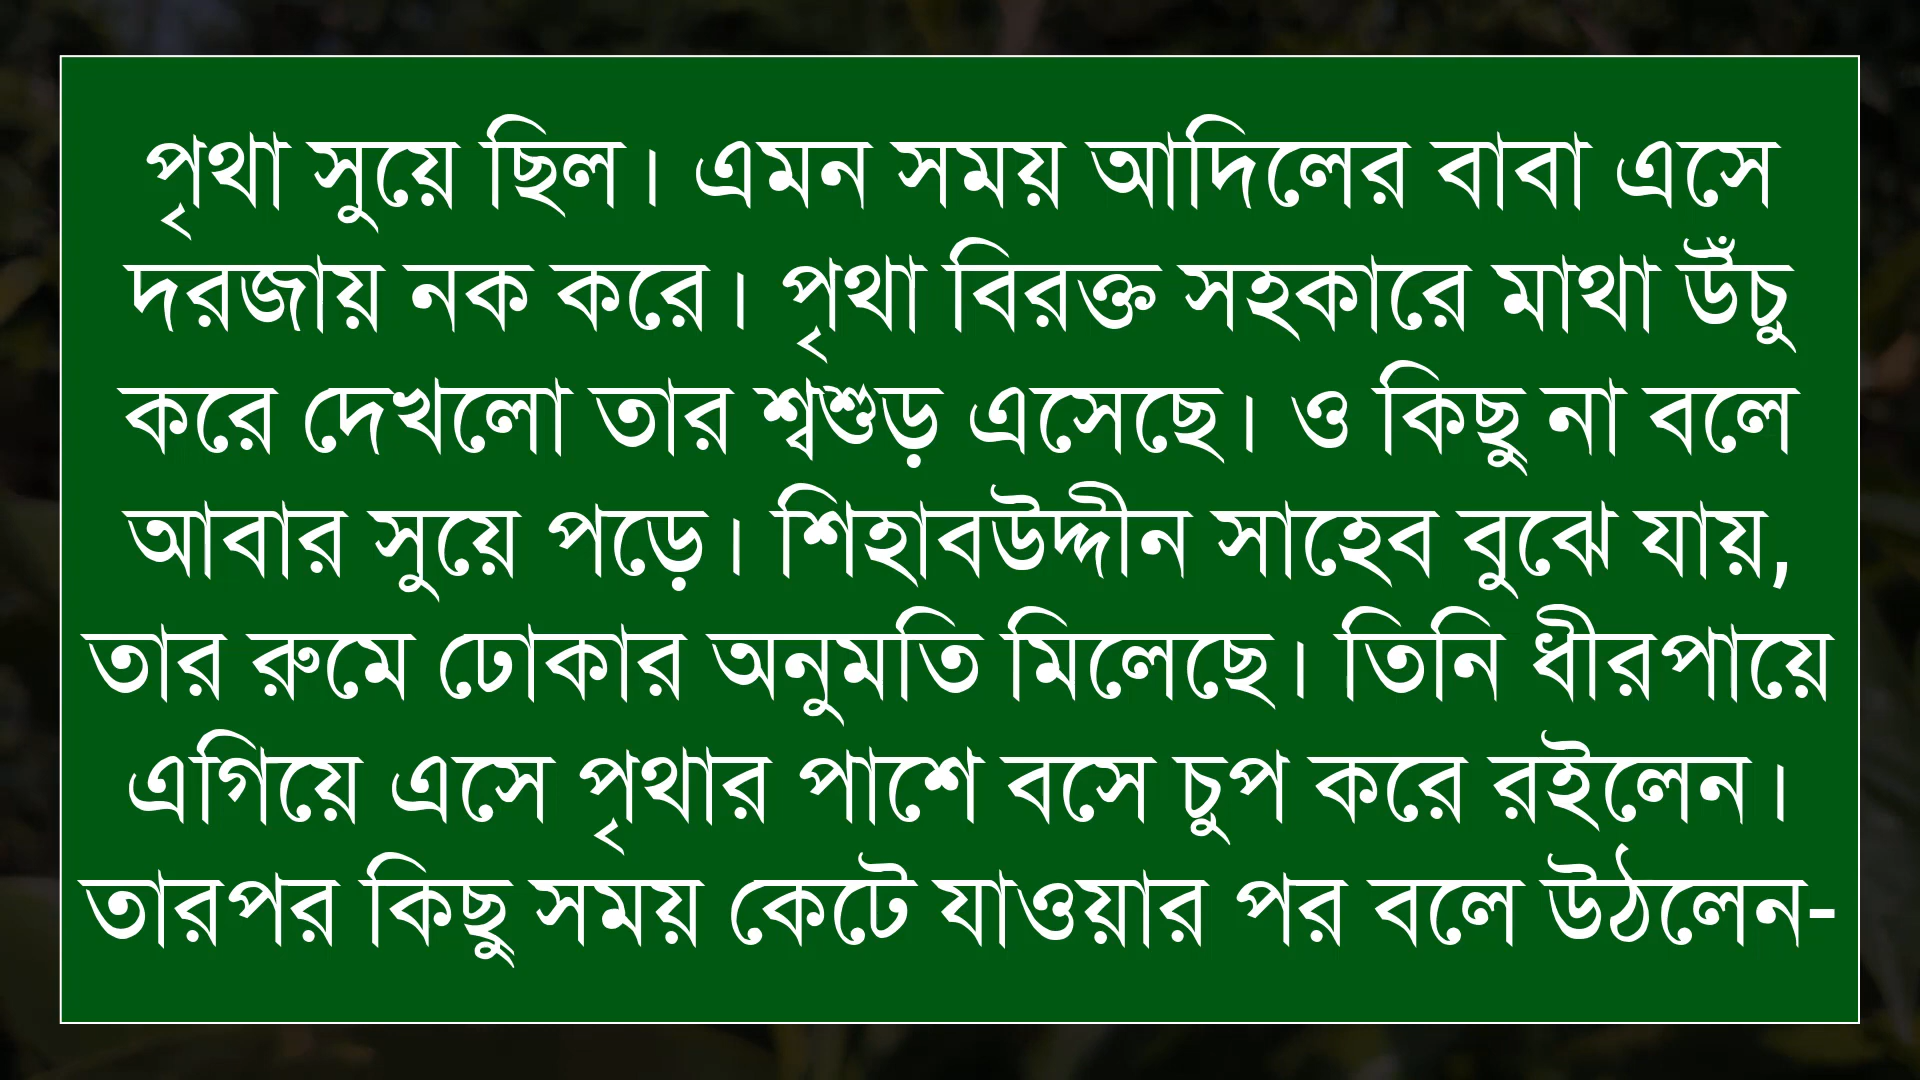 পৃথা সুয়ে ছিল। এমন সময় আদিলের বাবা এসে
দরজায় নক করে। পৃথা বিরক্ত সহকারে মাথা উঁচু
করে দেখলো তার শ্বশুড় এসেছে। ও কিছু না বলে
আবার সুয়ে পড়ে। শিহাবউদ্দীন সাহেব বুঝে যায়,
তার রুমে ঢোকার অনুমতি মিলেছে। তিনি ধীরপায়ে
এগিয়ে এসে পৃথার পাশে বসে চুপ করে রইলেন।
তারপর কিছু সময় কেটে যাওয়ার পর বলে উঠলেন-